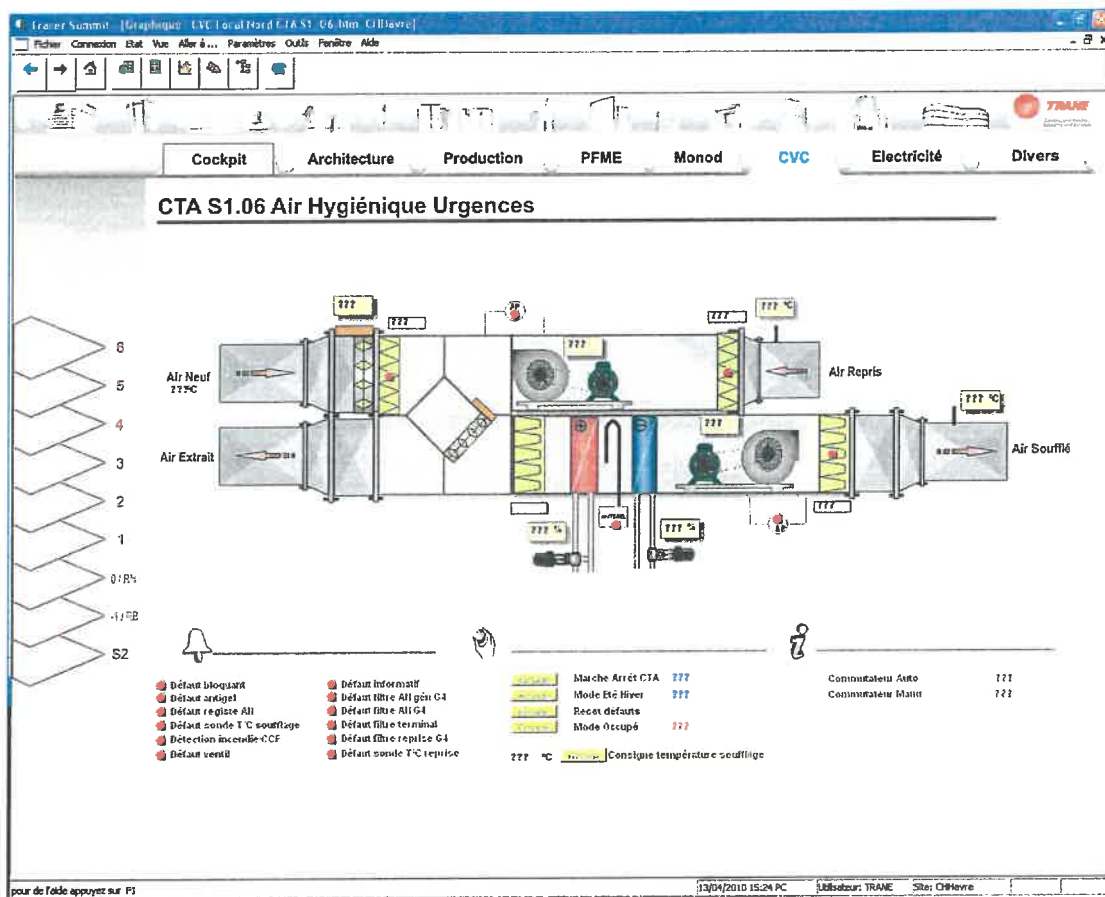 Tracer Summit - [Graphique - CVC Local Nord CTA S1_06.htm CHHavre]
Fichier Connexion Etat Vue Aller à... Paramètres Outils Fenêtre Aide
TRANE
Cockpit Architecture Production PFME Monod CVC Electricité Divers
CTA S1.06 Air Hygiénique Urgences
???
???
AP
???
??? °C
???
6
5
4
3
2
1
S2
Air Neuf
???°C
Air Repris
??? °C
???
Air Extrait
Air Soufflé
???
??? %
??? %
AP
Défaut bloquant
Défaut antigel
Défaut registe AN
Défaut sonde T°C soufflage
Détection incendie CCF
Défaut ventil
Défaut informatif
Défaut filtre AN gén G4
Défaut filtre AN G4
Défaut filtre terminal
Défaut filtre reprise G4
Défaut sonde T°C reprise
Marche Arrêt CTA ???
Mode Eté Hiver ???
Reset défauts
Mode Occupé ???
??? °C Consigne température soufflage
Commutateur Auto ???
Commutateur Manu ???
pour de l'aide appuyez sur F1
13/04/2010 15:24 PC Utilisateur: TRANE Site: CHHavre